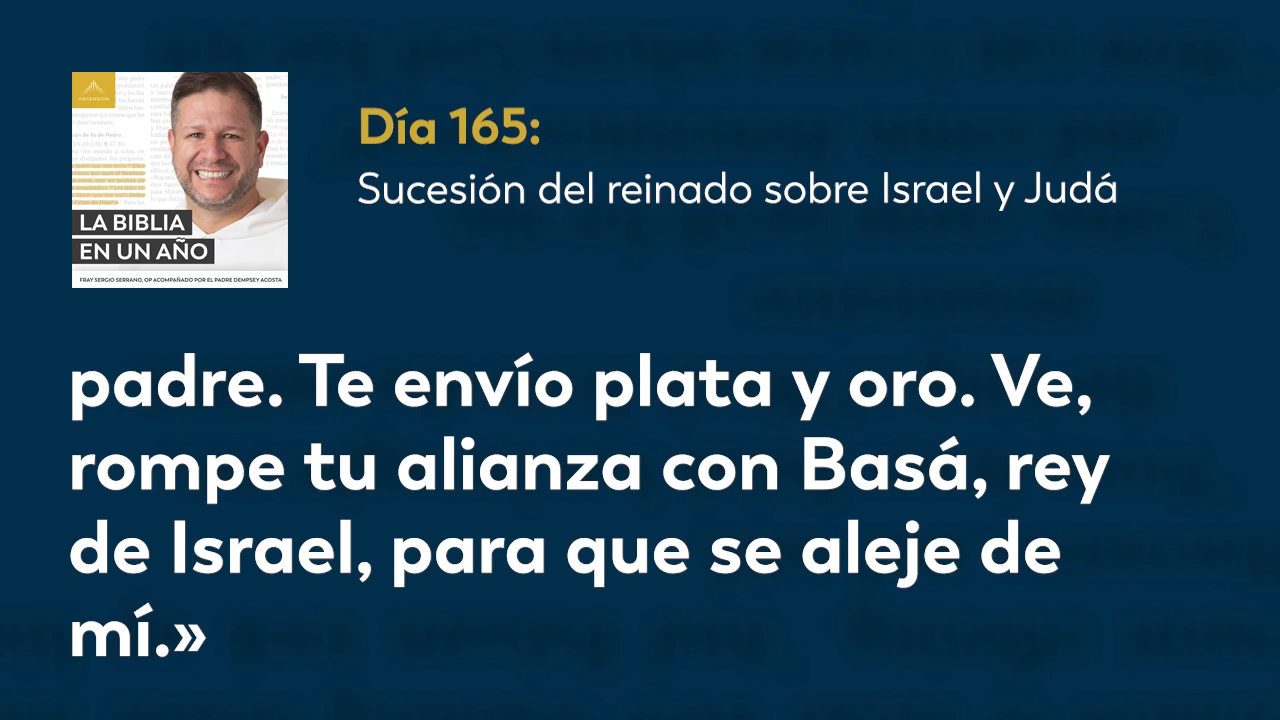 ASCENSION
LA BIBLIA
EN UN AÑO
FRAY SERGIO SERRANO, OP ACOMPAÑADO POR EL PADRE DEMPSEY ACOSTA
Día 165:
Sucesión del reinado sobre Israel y Judá
padre. Te envío plata y oro. Ve,
rompe tu alianza con Basá, rey
de Israel, para que se aleje de
mí.»